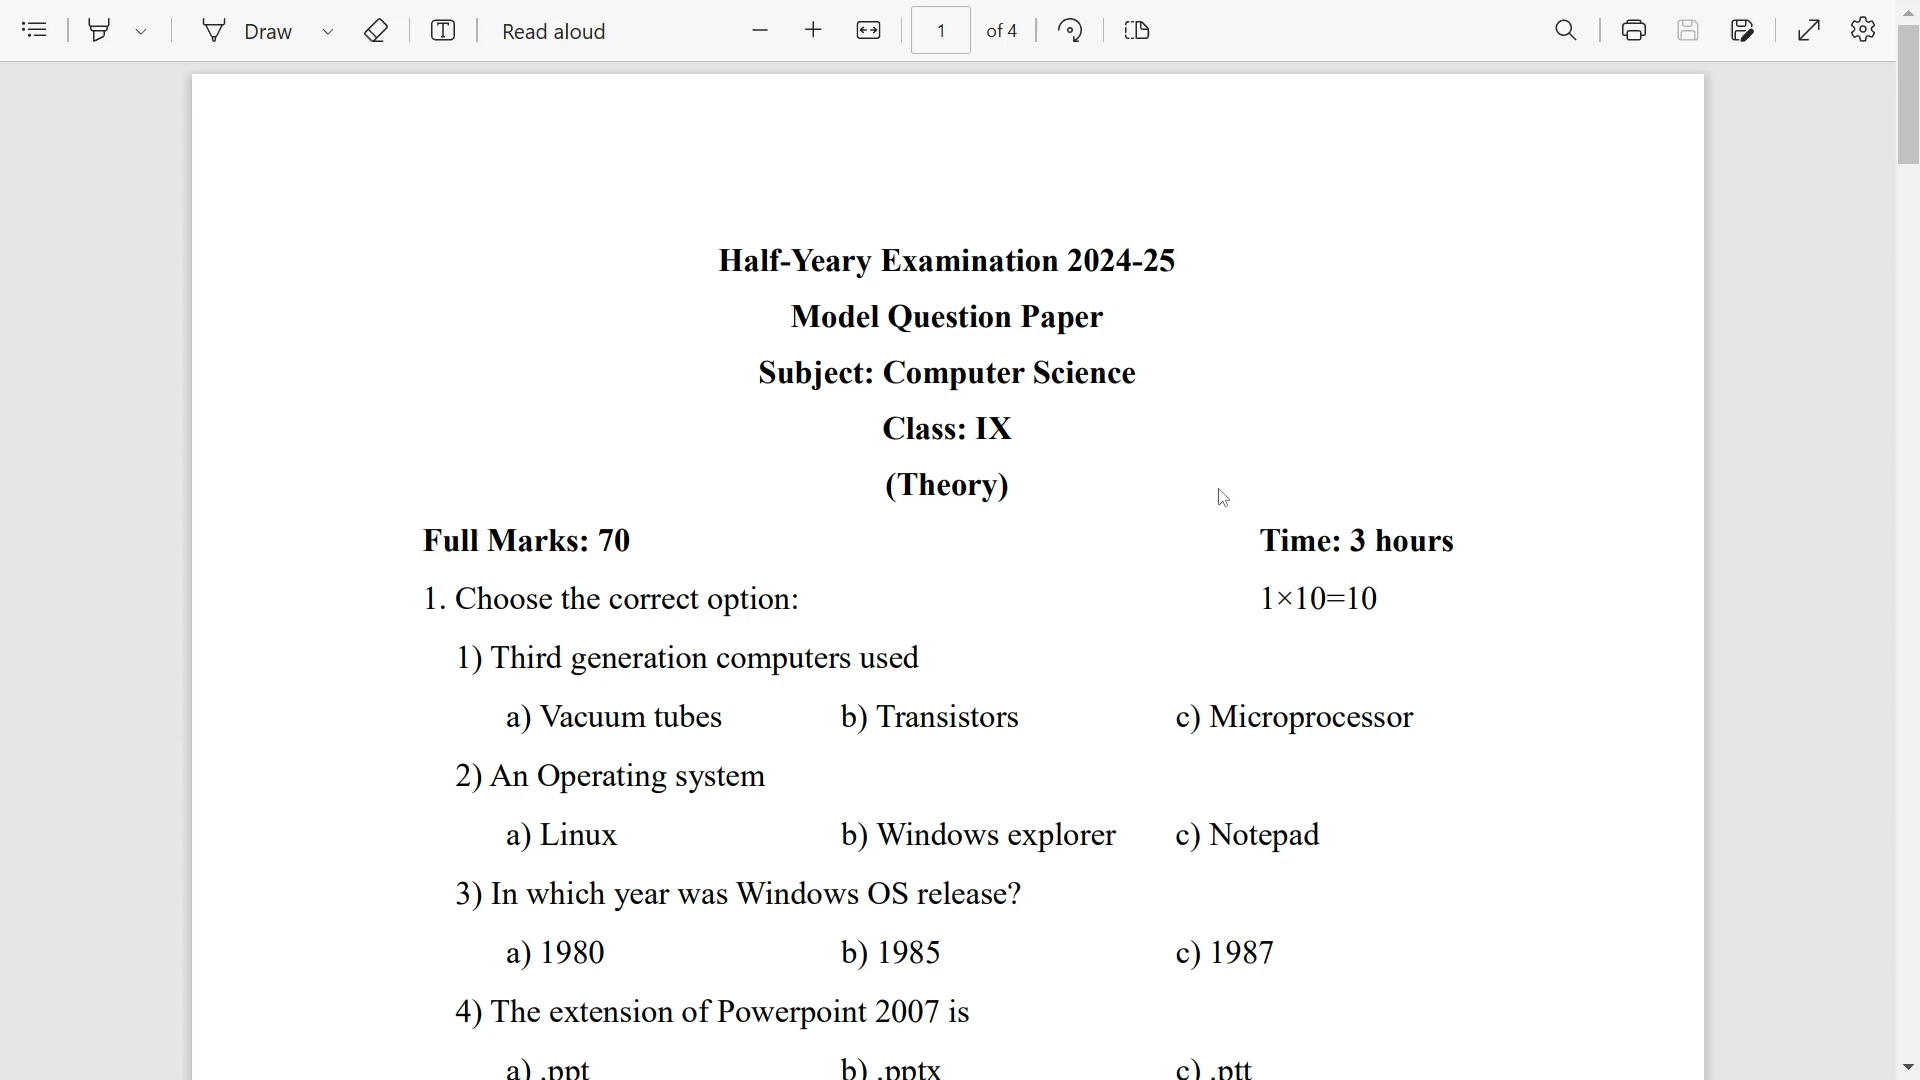 Draw Read aloud 1 of 4
Half-Yeary Examination 2024-25
Model Question Paper
Subject: Computer Science
Class: IX
(Theory)
Full Marks: 70 Time: 3 hours
1. Choose the correct option: 1×10=10
1) Third generation computers used
a) Vacuum tubes b) Transistors c) Microprocessor
2) An Operating system
a) Linux b) Windows explorer c) Notepad
3) In which year was Windows OS release?
a) 1980 b) 1985 c) 1987
4) The extension of Powerpoint 2007 is
a) .ppt b) .pptx c) .ptt